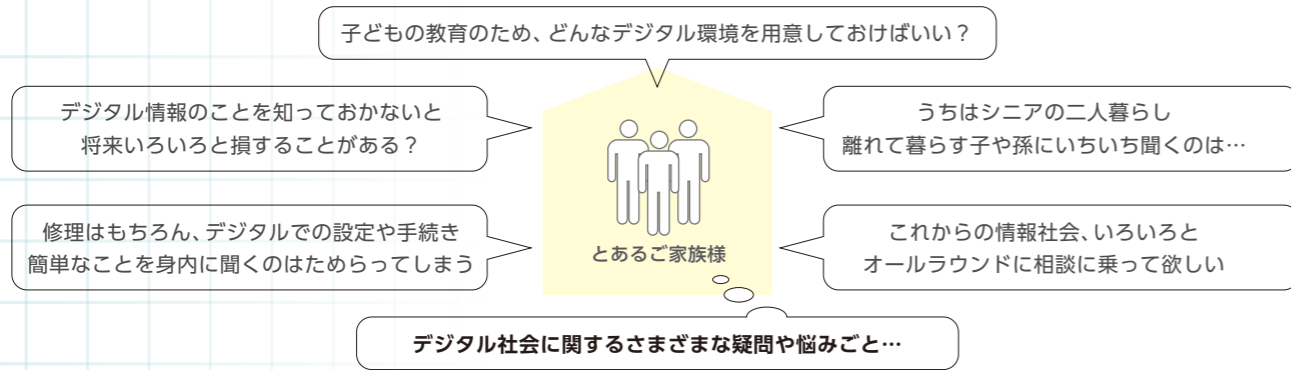 子どもの教育のため、どんなデジタル環境を用意しておけばいい？
デジタル情報のことを知っておかないと
将来いろいろと損することがある？
うちはシニアの二人暮らし
離れて暮らす子や孫にいちいち聞くのは…
修理はもちろん、デジタルでの設定や手続き
簡単なことを身内に聞くのはためらってしまう
とあるご家族様
これからの情報社会、いろいろと
オールラウンドに相談に乗って欲しい
デジタル社会に関するさまざまな疑問や悩みごと…